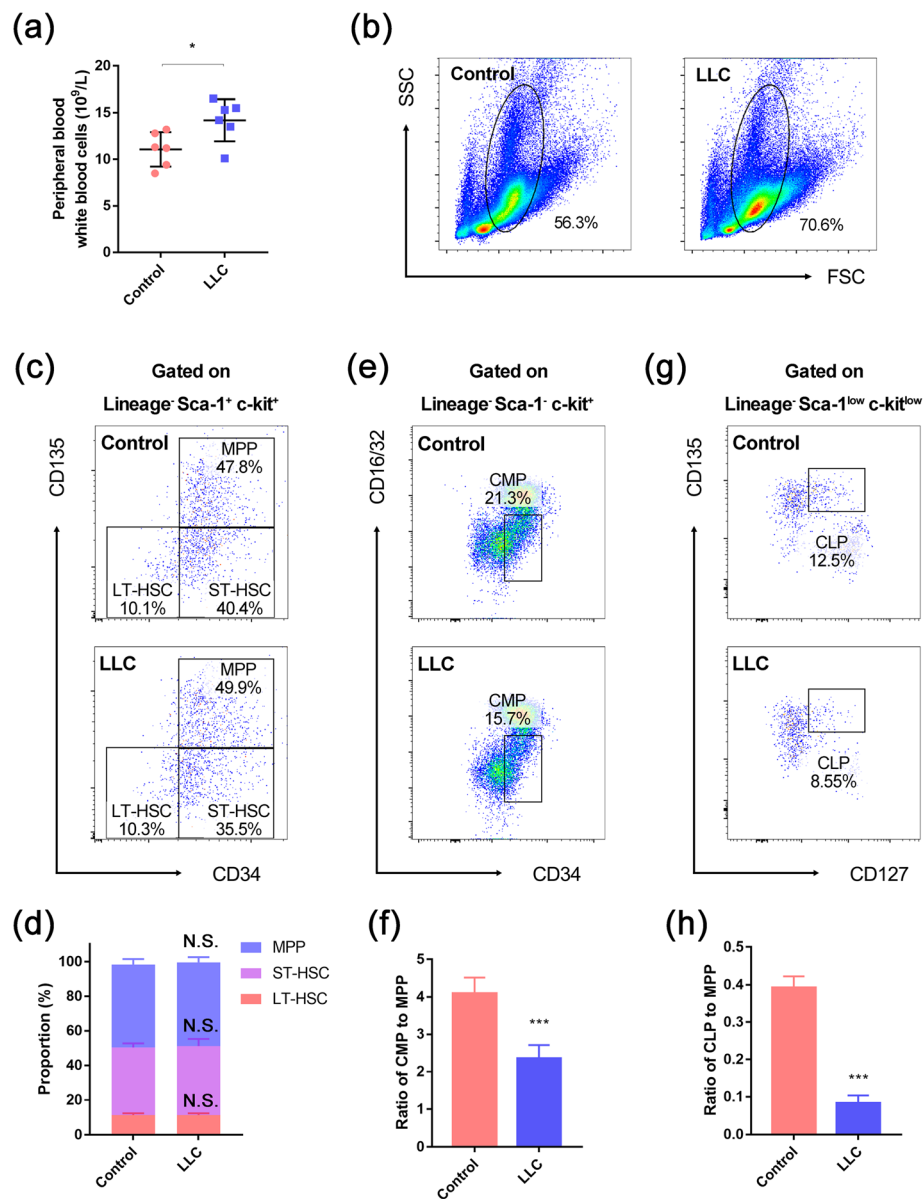 (a)
*
Peripheral blood
white blood cells (10⁹/L)
20
15
10
5
0
Control
LLC
(b)
SSC
Control
56.3%
LLC
70.6%
FSC
(c)
Gated on
Lineage⁻ Sca-1⁺ c-kit⁺
CD135
Control
MPP
47.8%
LT-HSC
10.1%
ST-HSC
40.4%
LLC
MPP
49.9%
LT-HSC
10.3%
ST-HSC
35.5%
CD34
(e)
Gated on
Lineage⁻ Sca-1⁻ c-kit⁺
CD16/32
Control
CMP
21.3%
LLC
CMP
15.7%
CD34
(g)
Gated on
Lineage⁻ Sca-1ˡᵒʷ c-kitˡᵒʷ
CD135
Control
CLP
12.5%
LLC
CLP
8.55%
CD127
(d)
Proportion (%)
100
80
60
40
20
0
N.S.
N.S.
N.S.
Control
LLC
MPP
ST-HSC
LT-HSC
(f)
Ratio of CMP to MPP
5
4
3
2
1
0
***
Control
LLC
(h)
Ratio of CLP to MPP
0.5
0.4
0.3
0.2
0.1
0.0
***
Control
LLC